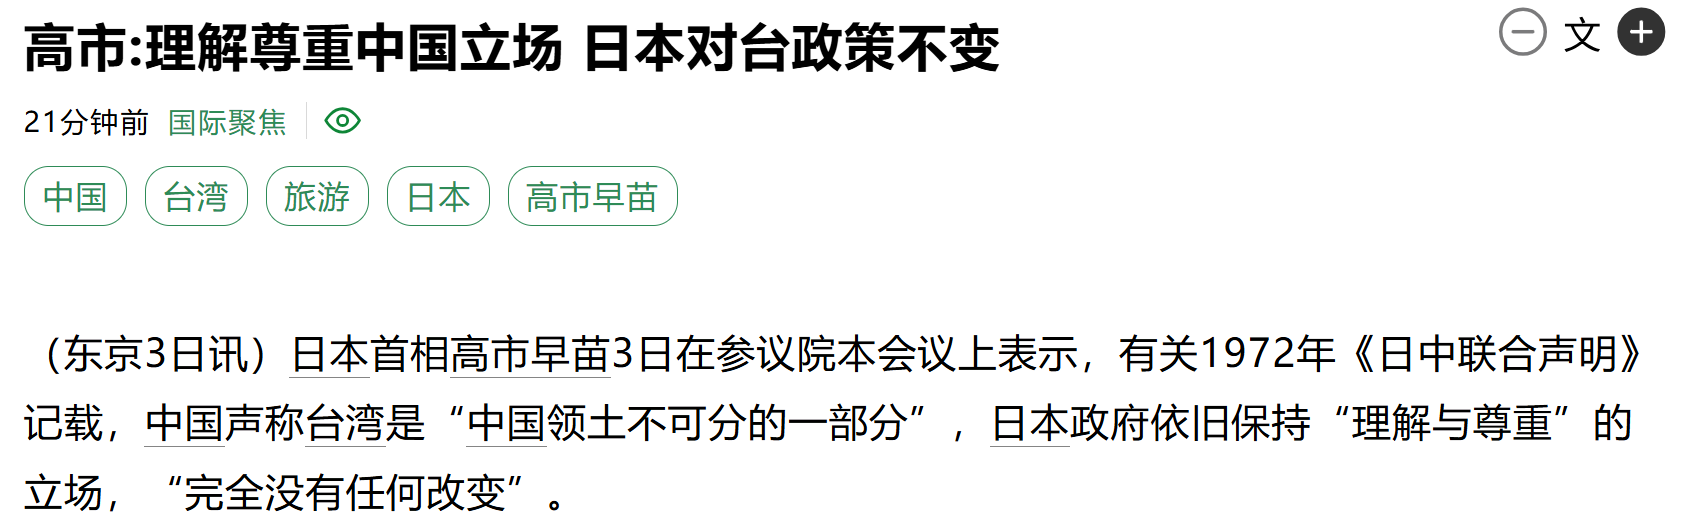 高市:理解尊重中国立场 日本对台政策不变
文
21分钟前 国际聚焦
中国 台湾 旅游 日本 高市早苗
（东京3日讯）日本首相高市早苗3日在参议院本会议上表示，有关1972年《日中联合声明》
记载，中国声称台湾是“中国领土不可分的一部分”，日本政府依旧保持“理解与尊重”的
立场，“完全没有任何改变”。